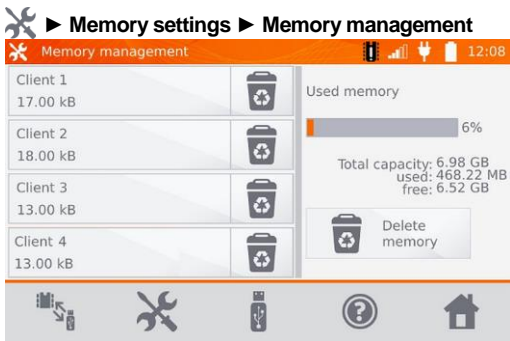 ► Memory settings ► Memory management
Memory management
12:08
Client 1
17.00 kB
Client 2
18.00 kB
Client 3
13.00 kB
Client 4
13.00 kB
Used memory
6%
Total capacity: 6.98 GB
used: 468.22 MB
free: 6.52 GB
Delete
memory